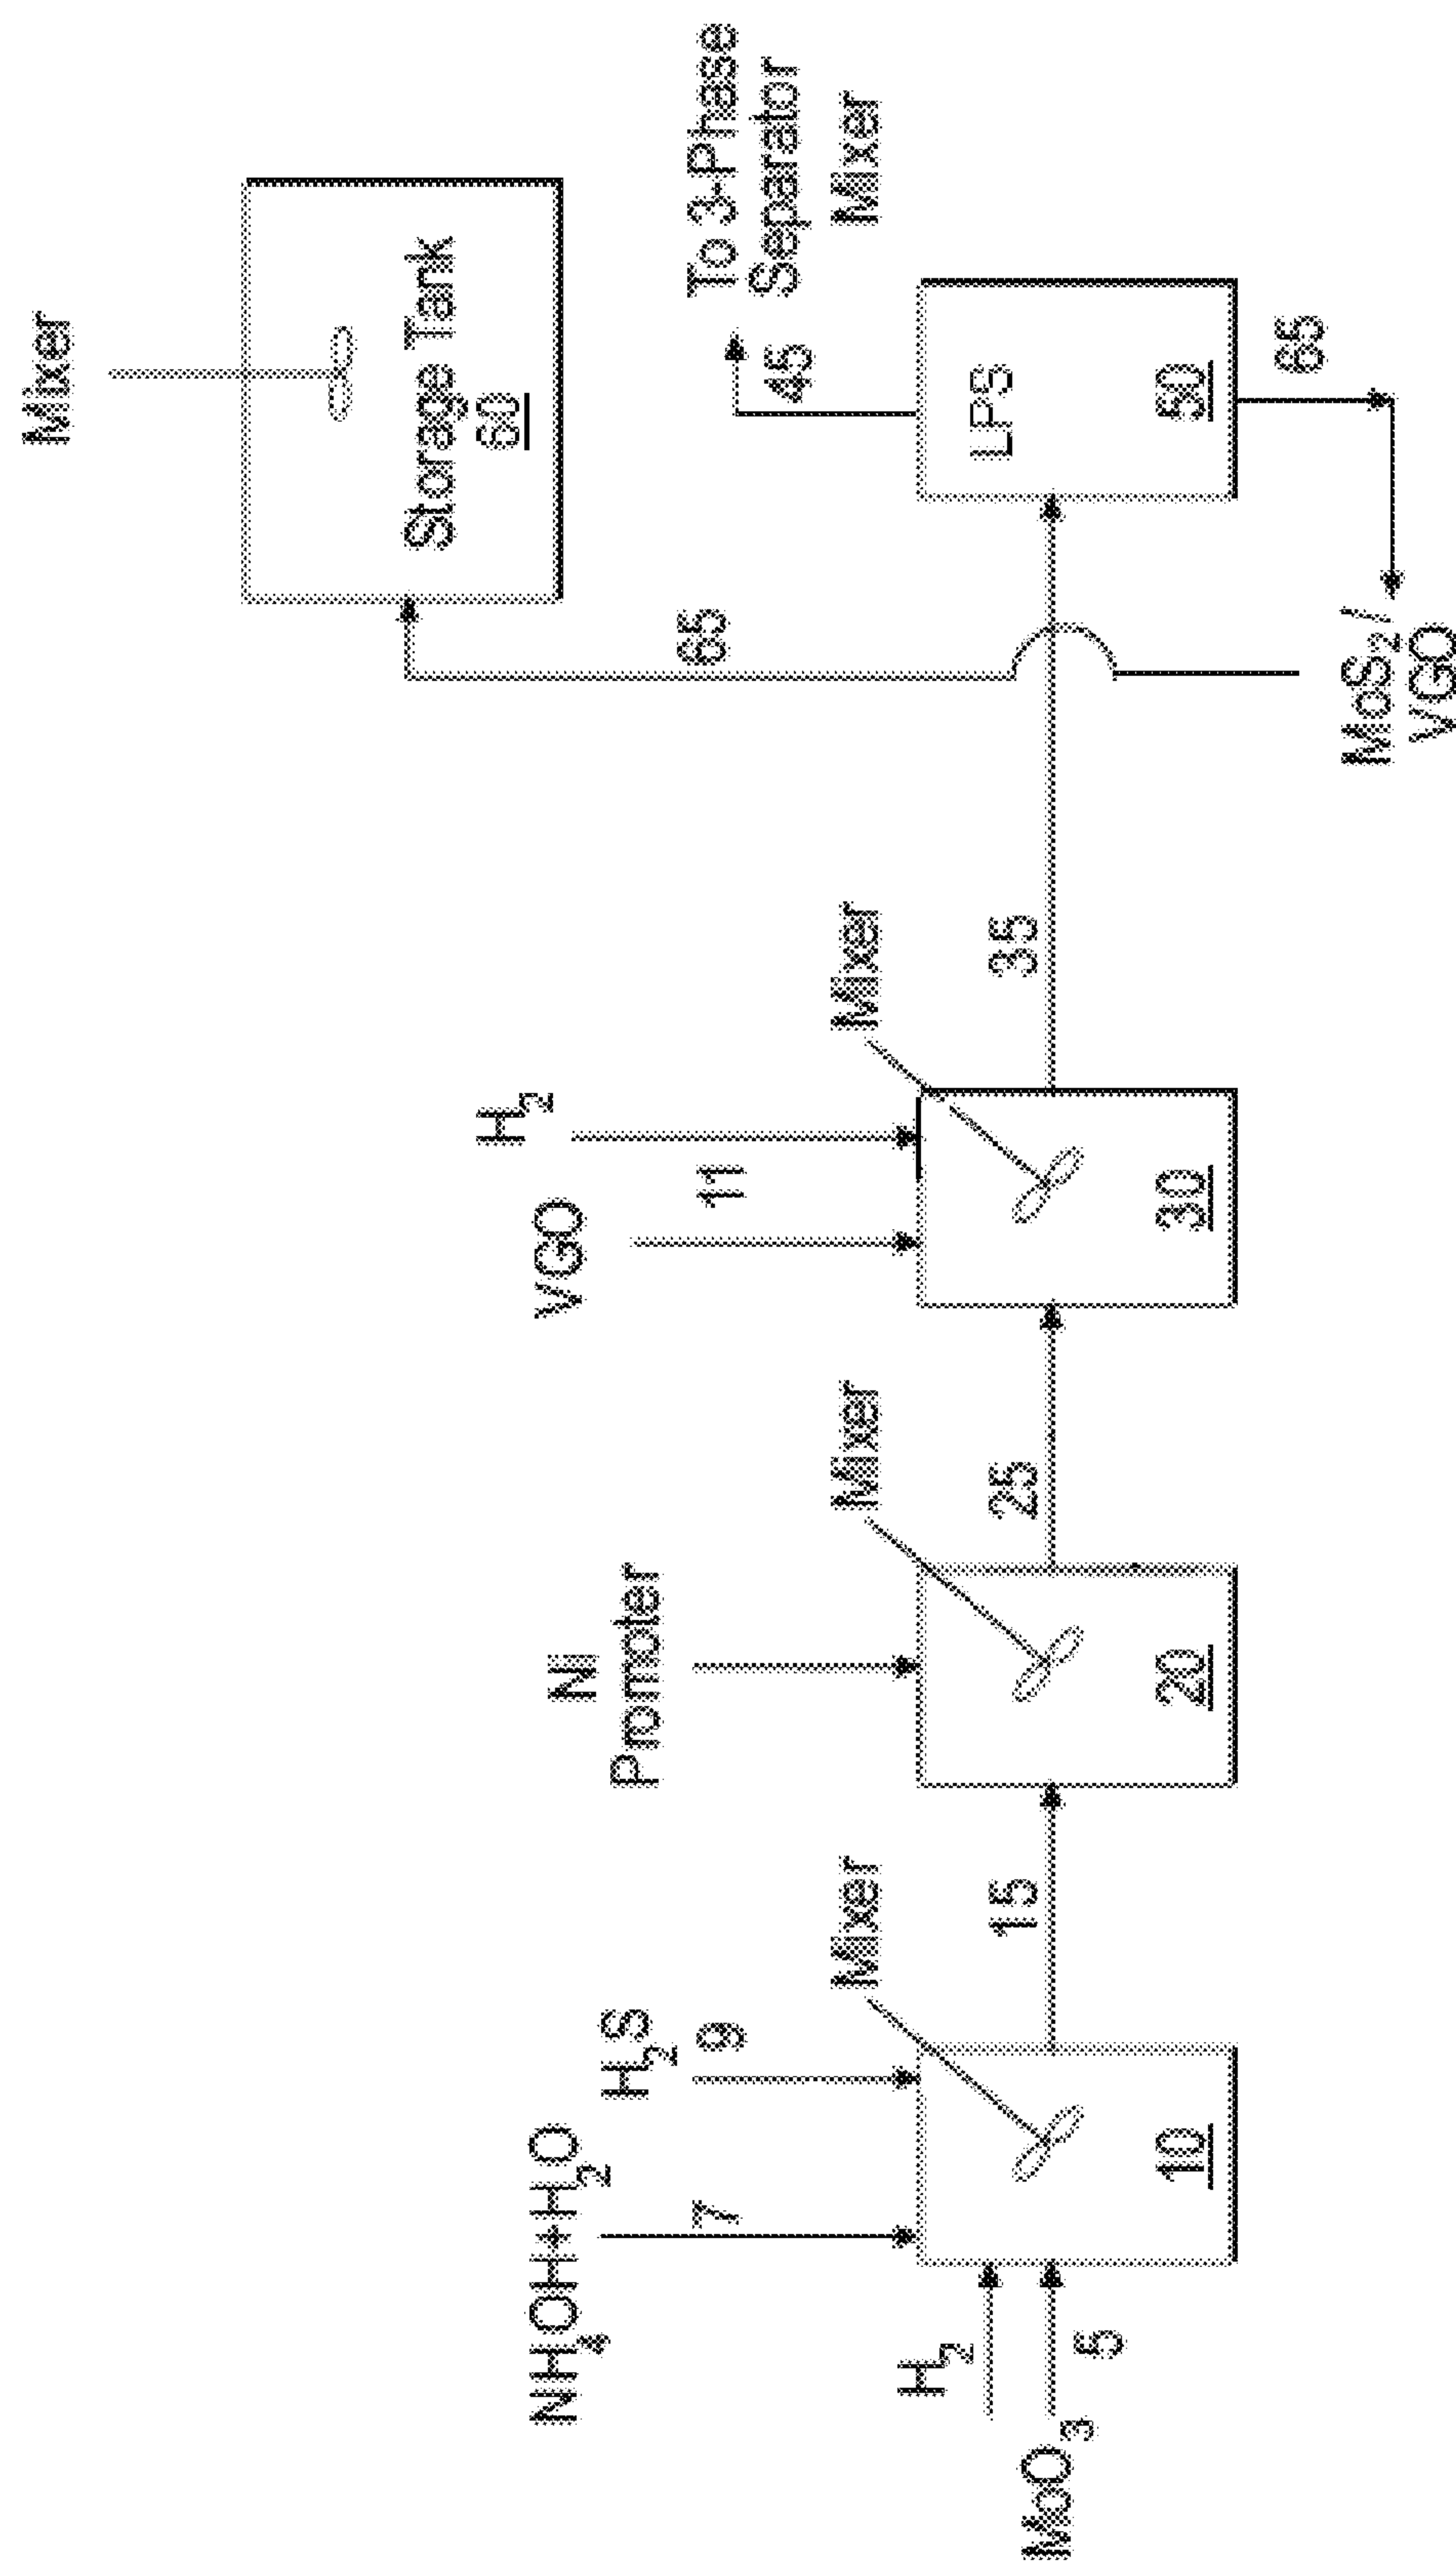 Mixer
Storage Tank
60
65
To 3-Phase
Separator
45
Mixer
LPS
50
65
MoS2 /
VGO
NH4OH+H2O
7
H2S
9
Mixer
H2
MoO3
5
10
15
Ni
Promoter
Mixer
20
25
VGO
11
H2
Mixer
30
35